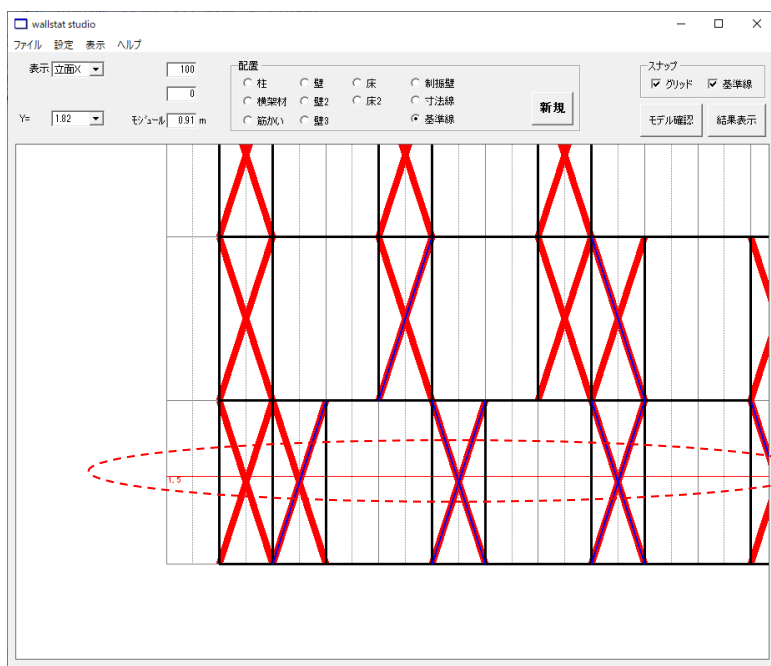 wallstat studio
ファイル 設定 表示 ヘルプ
表示 立面X
100
0
Y= 1.82
モジュール 0.91 m
配置
柱 壁 床 制振壁
横架材 壁2 床2 寸法線
筋かい 壁3 基準線
新規
スナップ
グリッド 基準線
モデル確認 結果表示
1.5